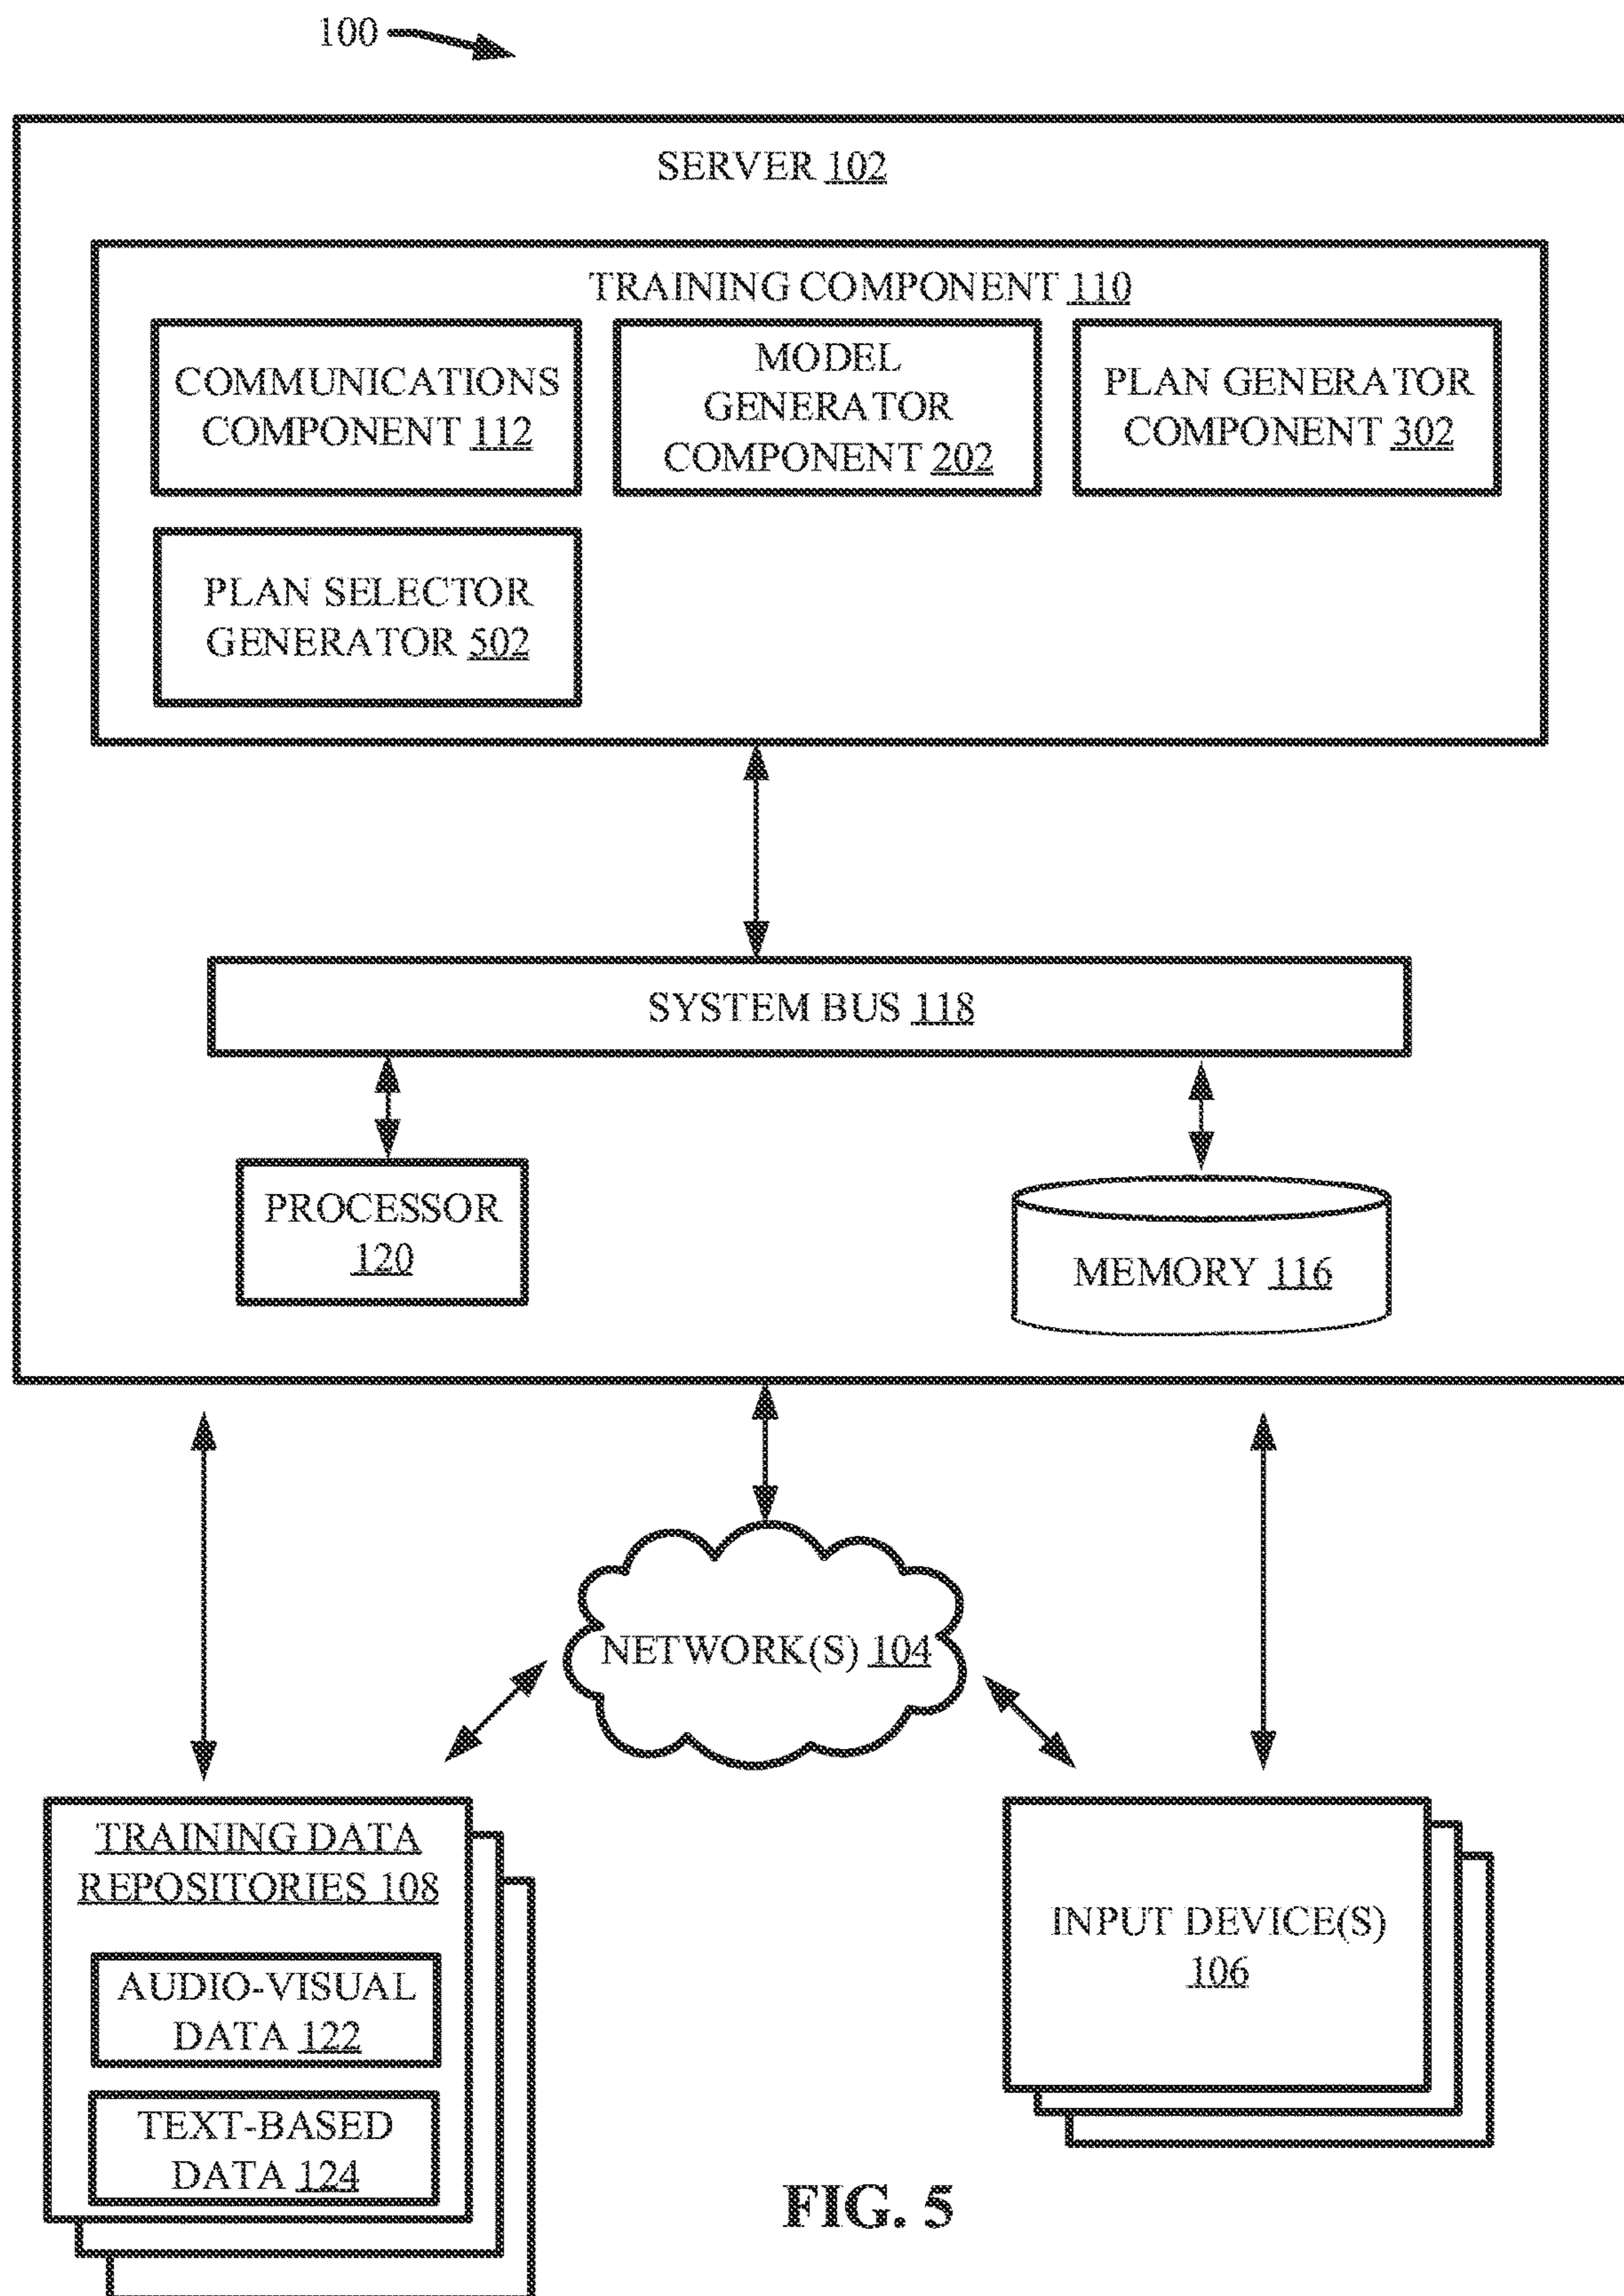 100
SERVER 102
TRAINING COMPONENT 110
COMMUNICATIONS
COMPONENT 112
MODEL
GENERATOR
COMPONENT 202
PLAN GENERATOR
COMPONENT 302
PLAN SELECTOR
GENERATOR 502
SYSTEM BUS 118
PROCESSOR
120
MEMORY 116
NETWORK(S) 104
TRAINING DATA
REPOSITORIES 108
AUDIO-VISUAL
DATA 122
TEXT-BASED
DATA 124
INPUT DEVICE(S)
106
FIG. 5